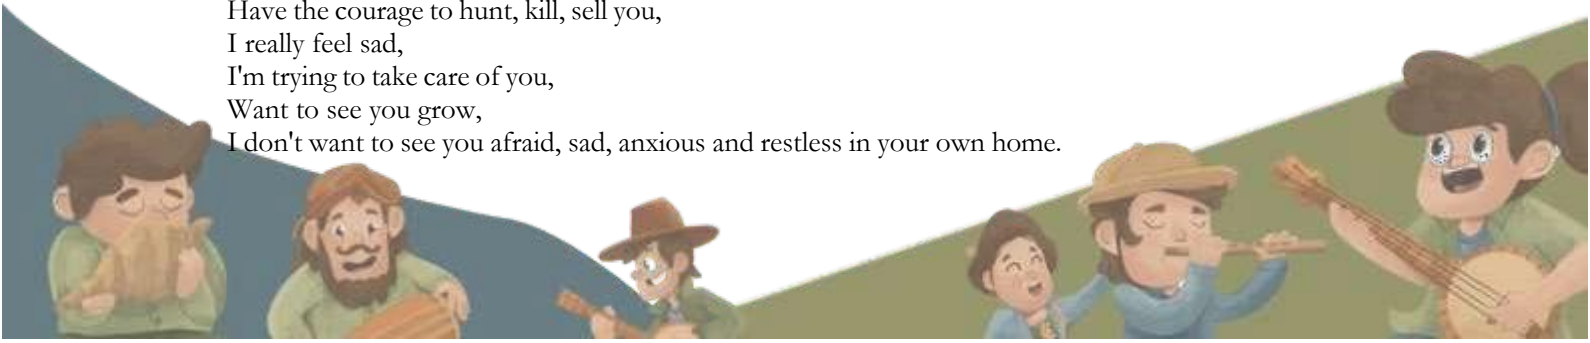 Have the courage to hunt, kill, sell you,
I really feel sad,
I'm trying to take care of you,
Want to see you grow,
I don't want to see you afraid, sad, anxious and restless in your own home.